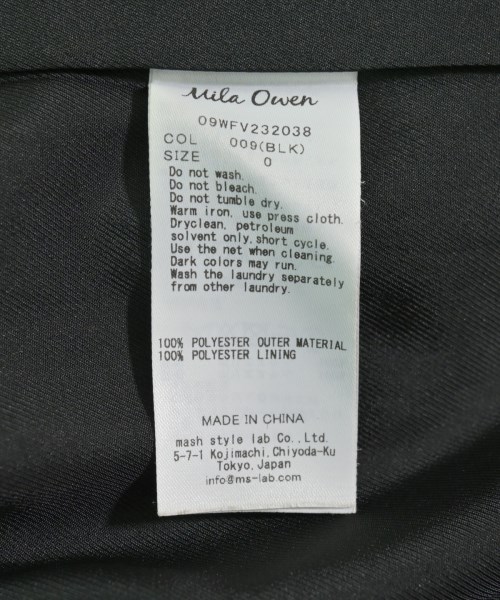 Mila Owen
09WFV232038
COL 009(BLK)
SIZE 0
Do not wash.
Do not bleach.
Do not tumble dry.
Warm iron, use press cloth.
Dryclean, petroleum
solvent only, short cycle.
Use the net when cleaning.
Dark colors may run.
Wash the laundry separately
from other laundry.
100% POLYESTER OUTER MATERIAL
100% POLYESTER LINING
MADE IN CHINA
mash style lab Co., Ltd.
5-7-1 Kojimachi, Chiyoda-Ku
Tokyo, Japan
info@ms-lab.com